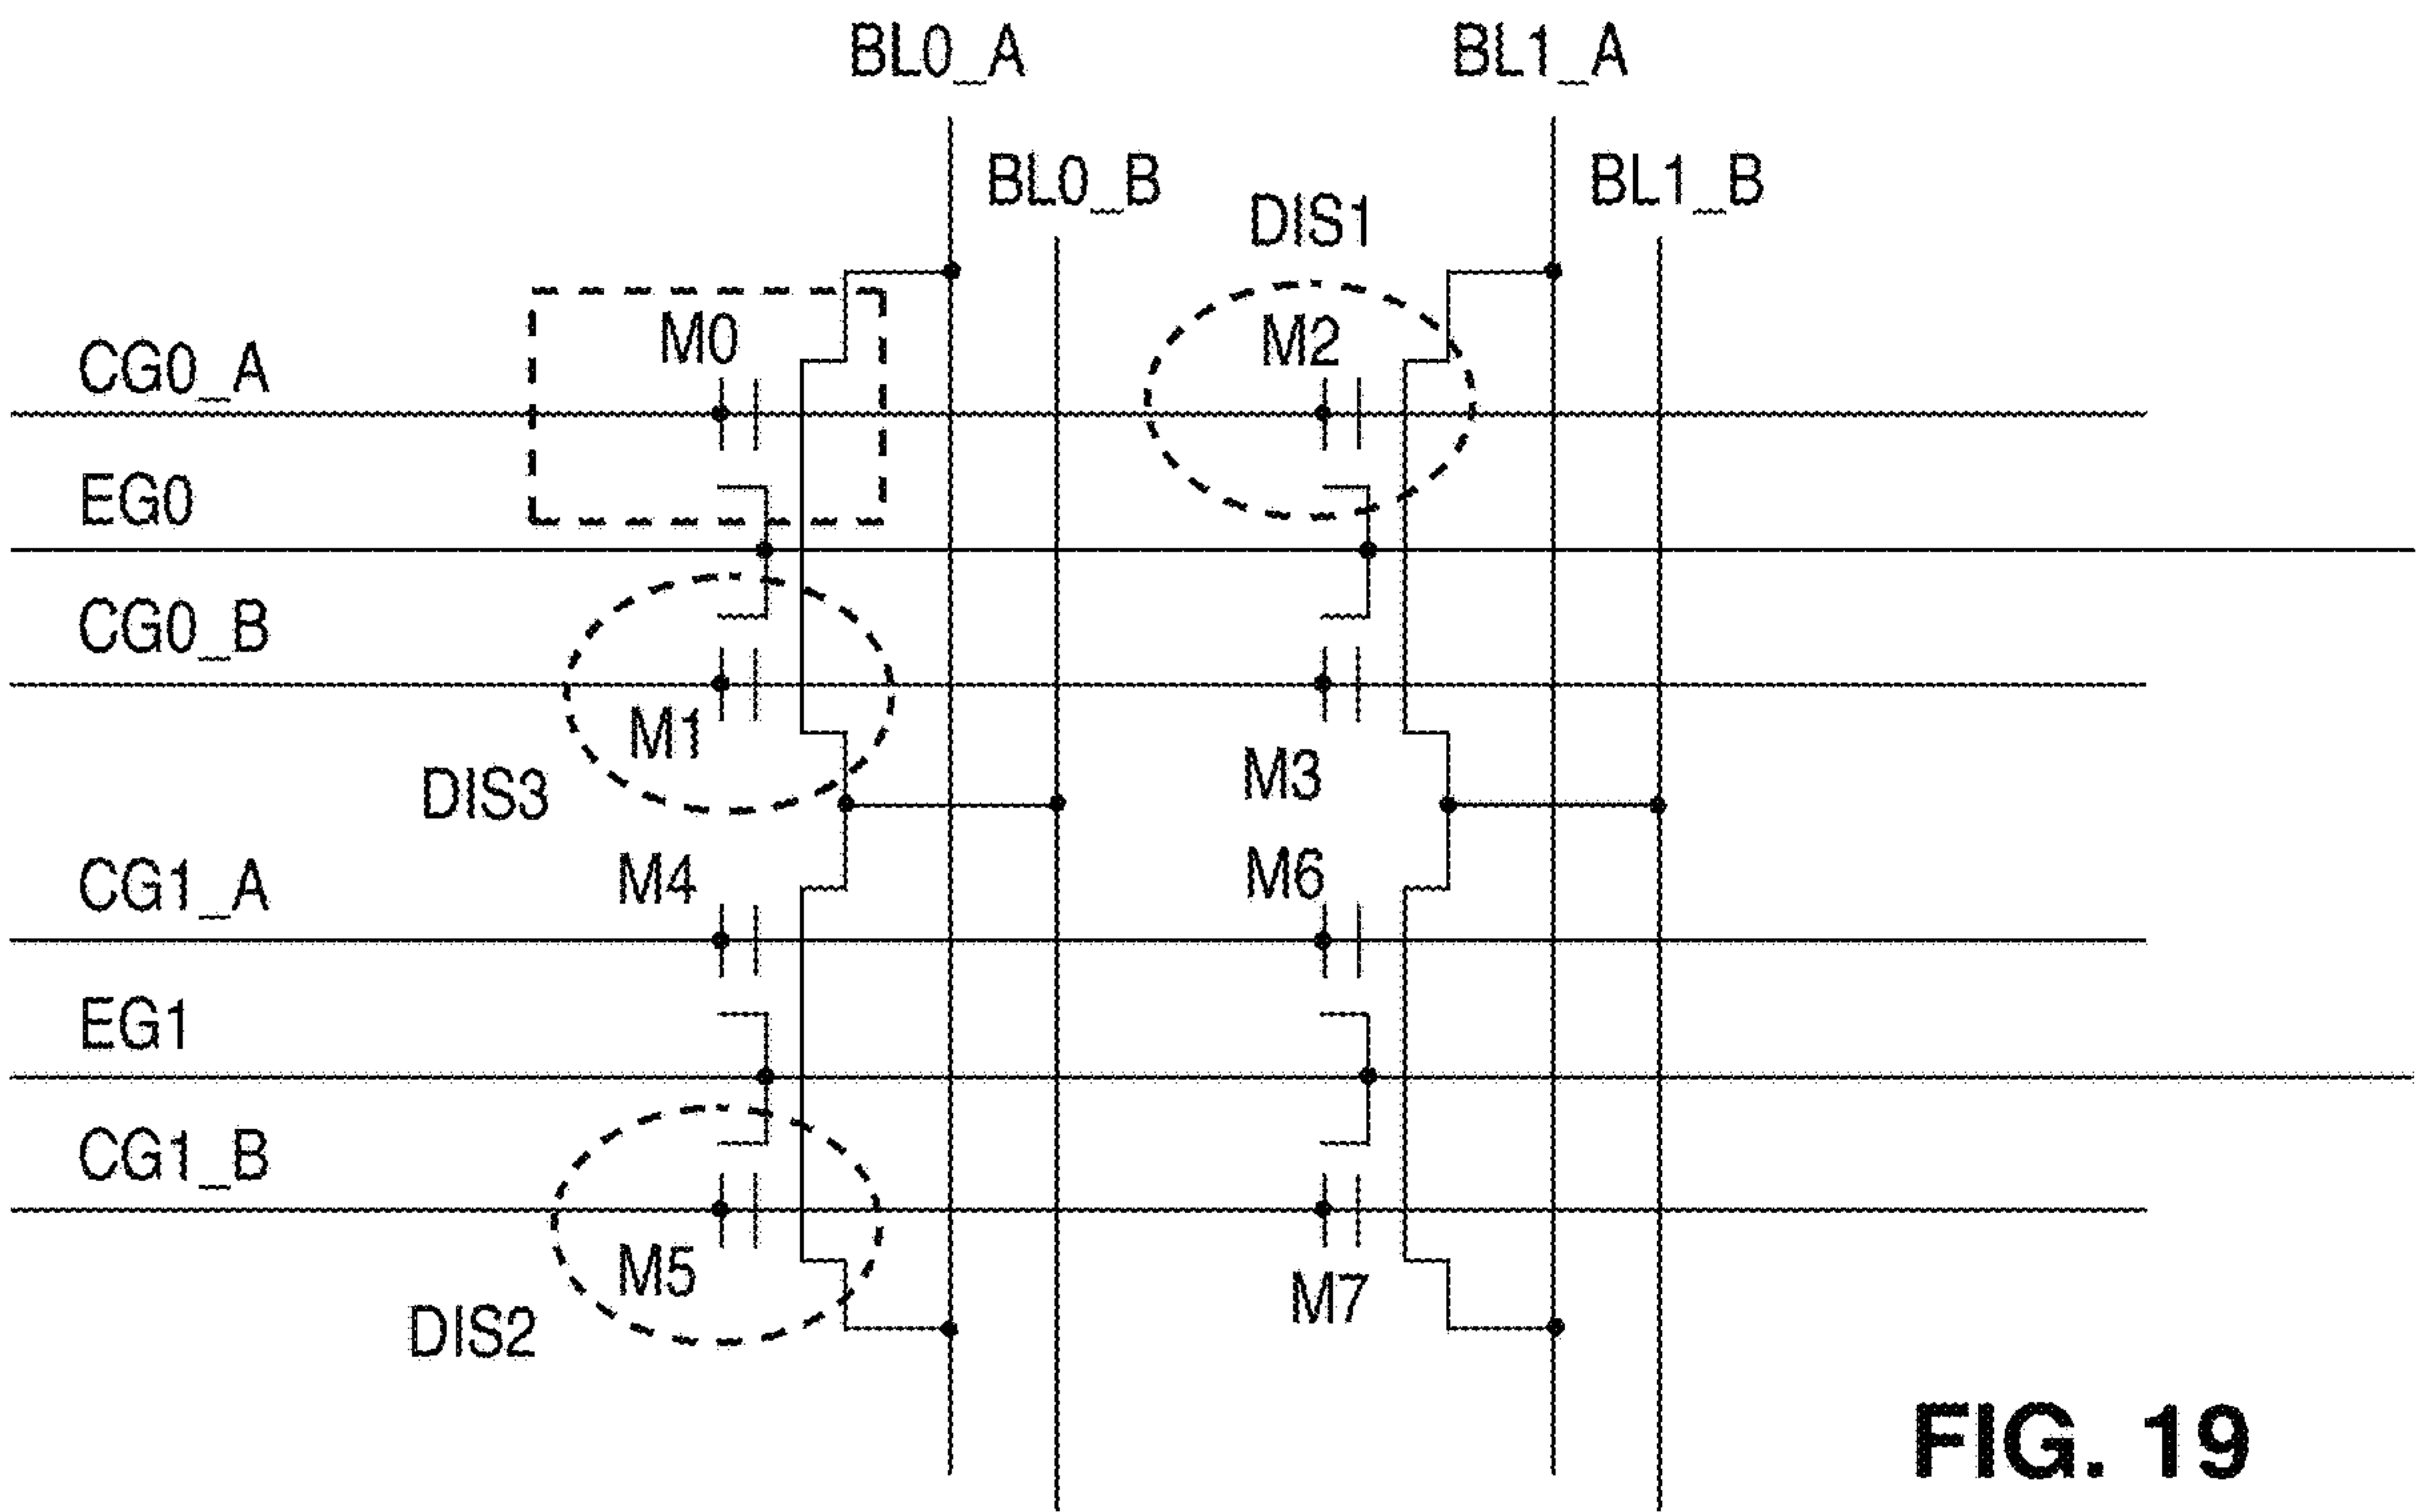 BL0_A
BL1_A
BL0_B
BL1_B
DIS1
M0
M2
CG0_A
EG0
CG0_B
M1
M3
DIS3
M4
M6
CG1_A
EG1
CG1_B
M5
M7
DIS2
FIG. 19